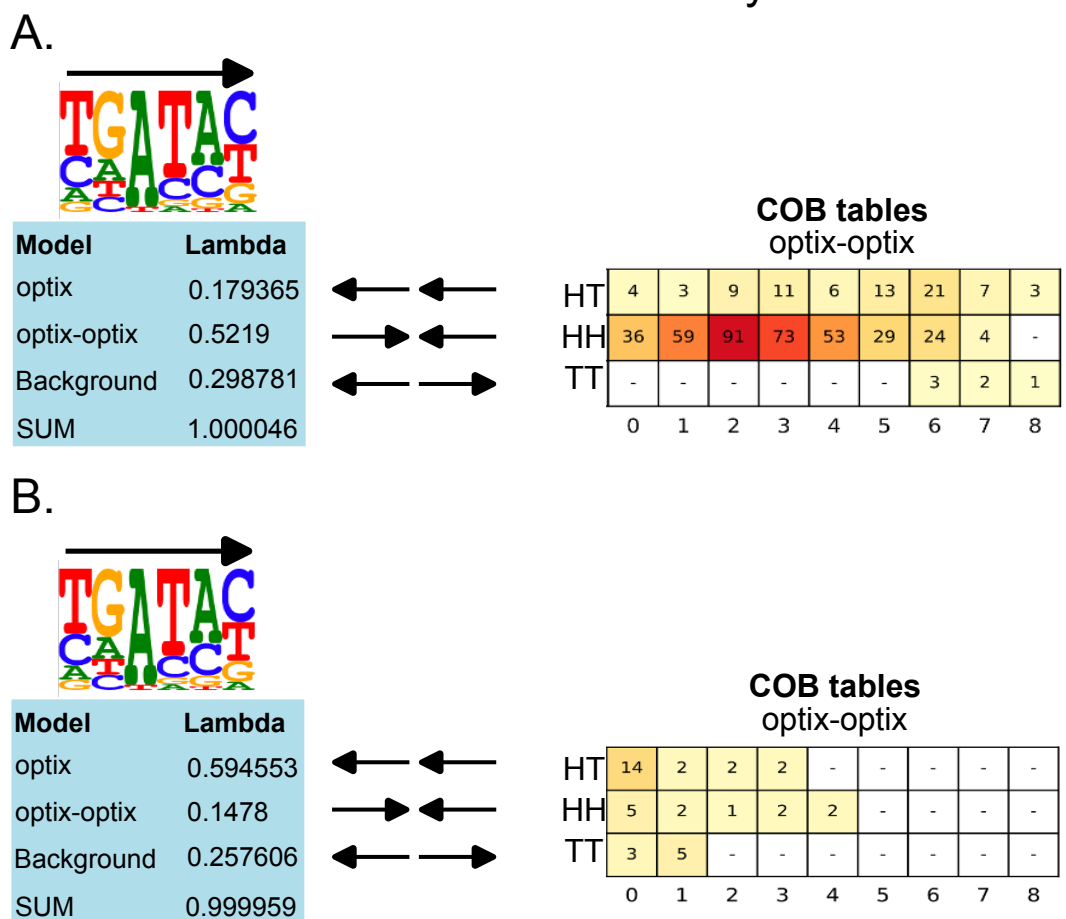 y
A.
TGATAC
Model Lambda
optix 0.179365
optix-optix 0.5219
Background 0.298781
SUM 1.000046
COB tables
optix-optix
HT 4 3 9 11 6 13 21 7 3
HH 36 59 91 73 53 29 24 4 -
TT - - - - - - 3 2 1
0 1 2 3 4 5 6 7 8
B.
TGATAC
Model Lambda
optix 0.594553
optix-optix 0.1478
Background 0.257606
SUM 0.999959
COB tables
optix-optix
HT 14 2 2 2 - - - - -
HH 5 2 1 2 2 - - - -
TT 3 5 - - - - - - -
0 1 2 3 4 5 6 7 8